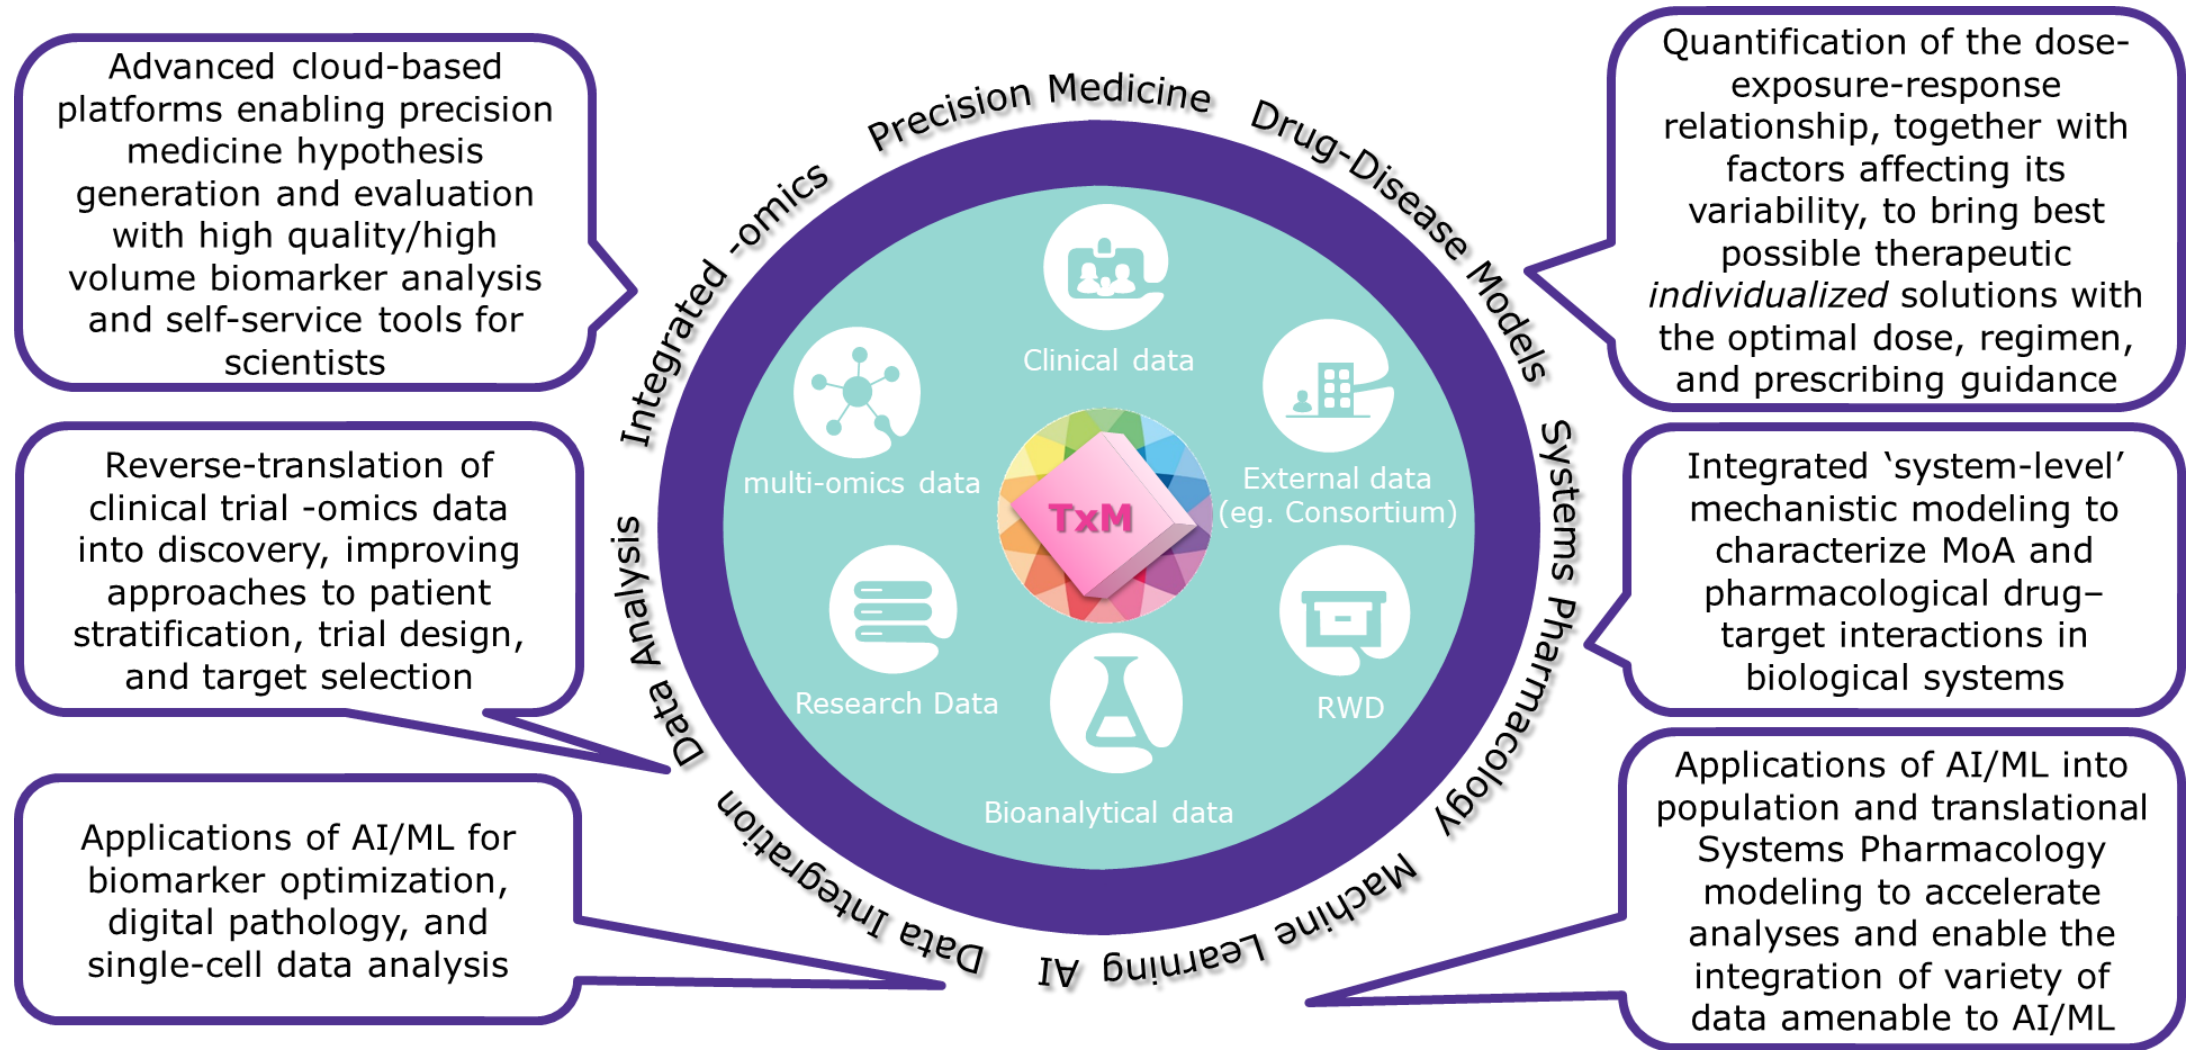 Advanced cloud-based
platforms enabling precision
medicine hypothesis
generation and evaluation
with high quality/high
volume biomarker analysis
and self-service tools for
scientists
Reverse-translation of
clinical trial -omics data
into discovery, improving
approaches to patient
stratification, trial design,
and target selection
Applications of AI/ML for
biomarker optimization,
digital pathology, and
single-cell data analysis
Integrated -omics
Precision Medicine
Drug-Disease Models
Systems Pharmacology
Machine Learning
AI
Data Integration
Data Analysis
Clinical data
multi-omics data
External data
(eg. Consortium)
TxM
Research Data
RWD
Bioanalytical data
Quantification of the dose-
exposure-response
relationship, together with
factors affecting its
variability, to bring best
possible therapeutic
individualized solutions with
the optimal dose, regimen,
and prescribing guidance
Integrated ‘system-level’
mechanistic modeling to
characterize MoA and
pharmacological drug–
target interactions in
biological systems
Applications of AI/ML into
population and translational
Systems Pharmacology
modeling to accelerate
analyses and enable the
integration of variety of
data amenable to AI/ML